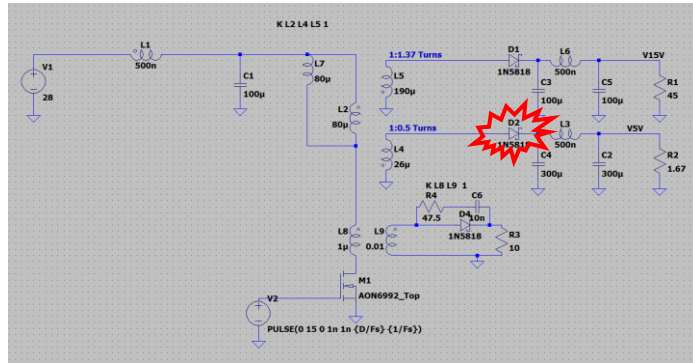 K L2 L4 L5 1
L1
500n
V1
28
C1
100µ
L7
80µ
L2
80µ
1:1.37 Turns
L5
190µ
D1
1N5818
L6
500n
C3
100µ
C5
100µ
V15V
R1
45
1:0.5 Turns
L4
26µ
D2
1N5818
L3
500n
C4
300µ
C2
300µ
V5V
R2
1.67
K L8 L9 1
R4
47.5
C6
10n
D4
1N5818
R3
10
L8
1µ
L9
0.01
M1
AON6992_Top
V2
PULSE(0 15 0 1n 1n {D/Fs} {1/Fs})